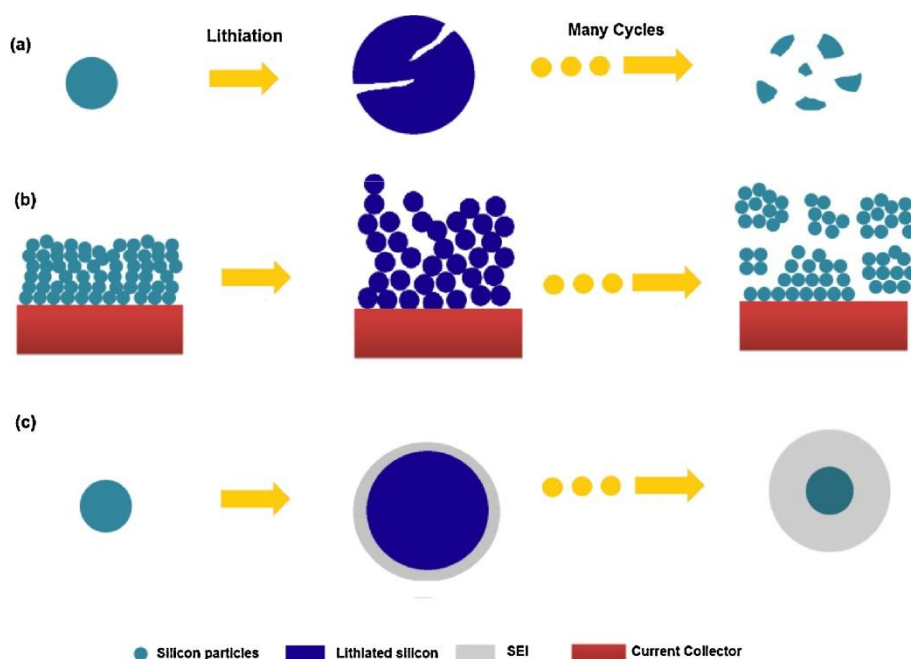 (a)
Lithiation
Many Cycles
(b)
(c)
Silicon particles
Lithiated silicon
SEI
Current Collector